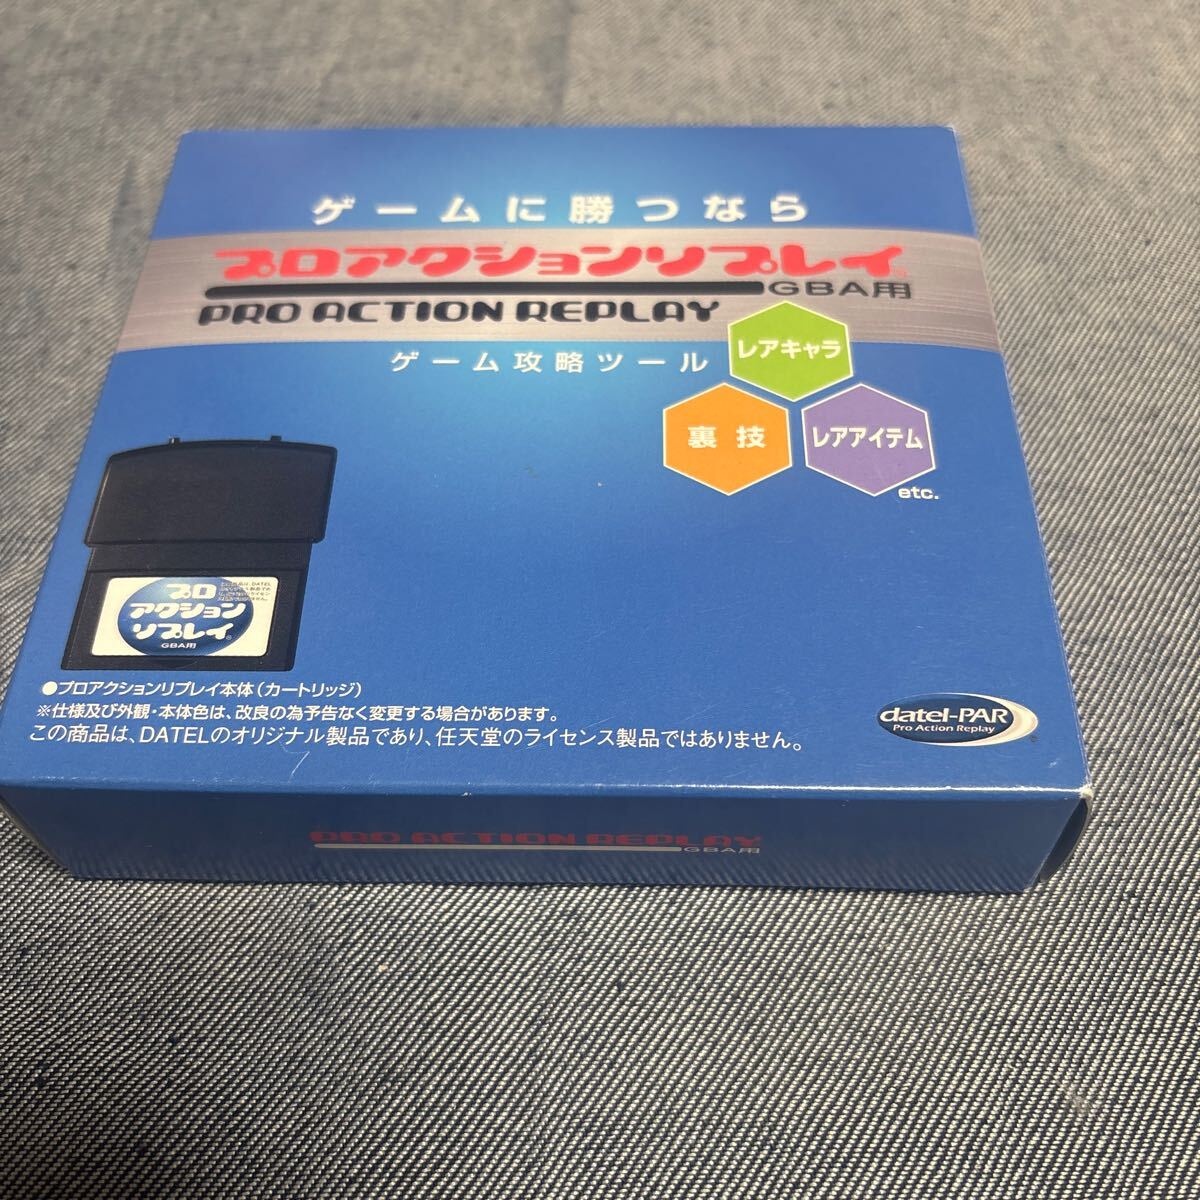 ゲームに勝つなら
プロアクションリプレイ
GBA用
PRO ACTION REPLAY
ゲーム攻略ツール
レアキャラ
裏技
レアアイテム
etc.
プロ
アクション
リプレイ
GBA用
●プロアクションリプレイ本体(カートリッジ)
※仕様及び外観・本体色は、改良の為予告なく変更する場合があります。
この商品は、DATELのオリジナル製品であり、任天堂のライセンス製品ではありません。
datel-PAR
Pro Action Replay
PRO ACTION REPLAY
GBA用